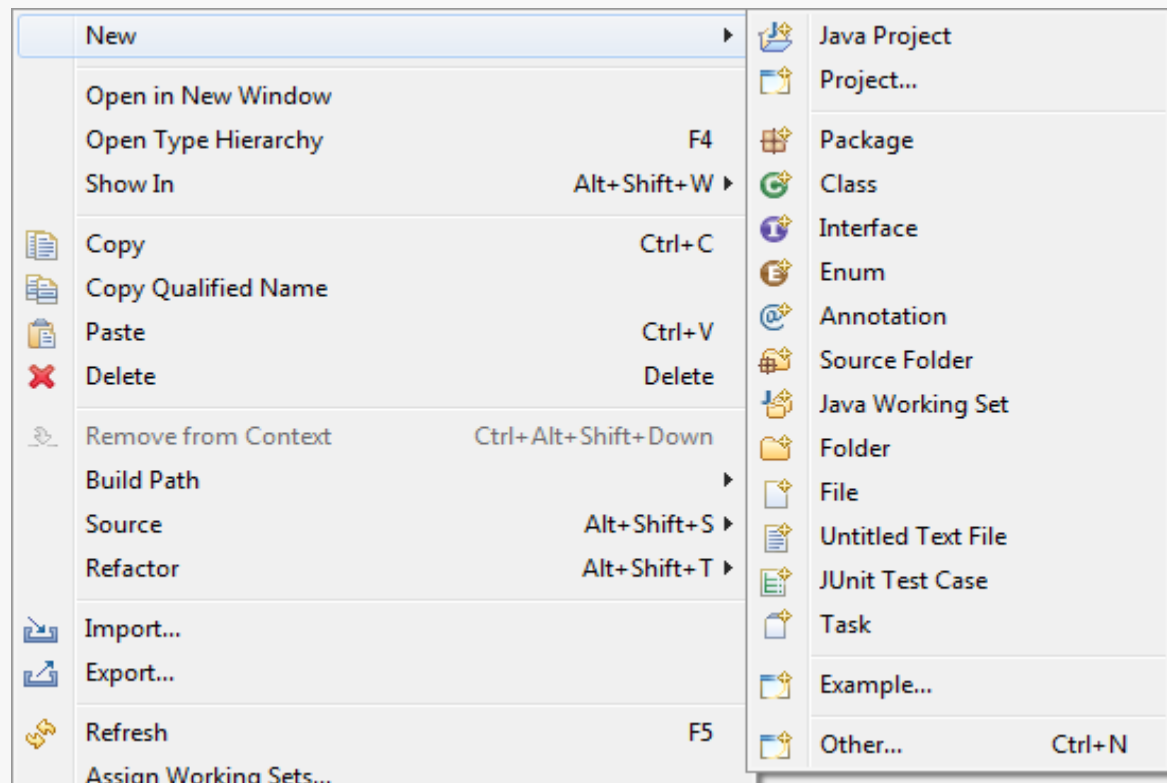 New
Open in New Window
Open Type Hierarchy F4
Show In Alt+Shift+W
Copy Ctrl+C
Copy Qualified Name
Paste Ctrl+V
Delete Delete
Remove from Context Ctrl+Alt+Shift+Down
Build Path
Source Alt+Shift+S
Refactor Alt+Shift+T
Import...
Export...
Refresh F5
Assign Working Sets...
Java Project
Project...
Package
Class
Interface
Enum
Annotation
Source Folder
Java Working Set
Folder
File
Untitled Text File
JUnit Test Case
Task
Example...
Other... Ctrl+N